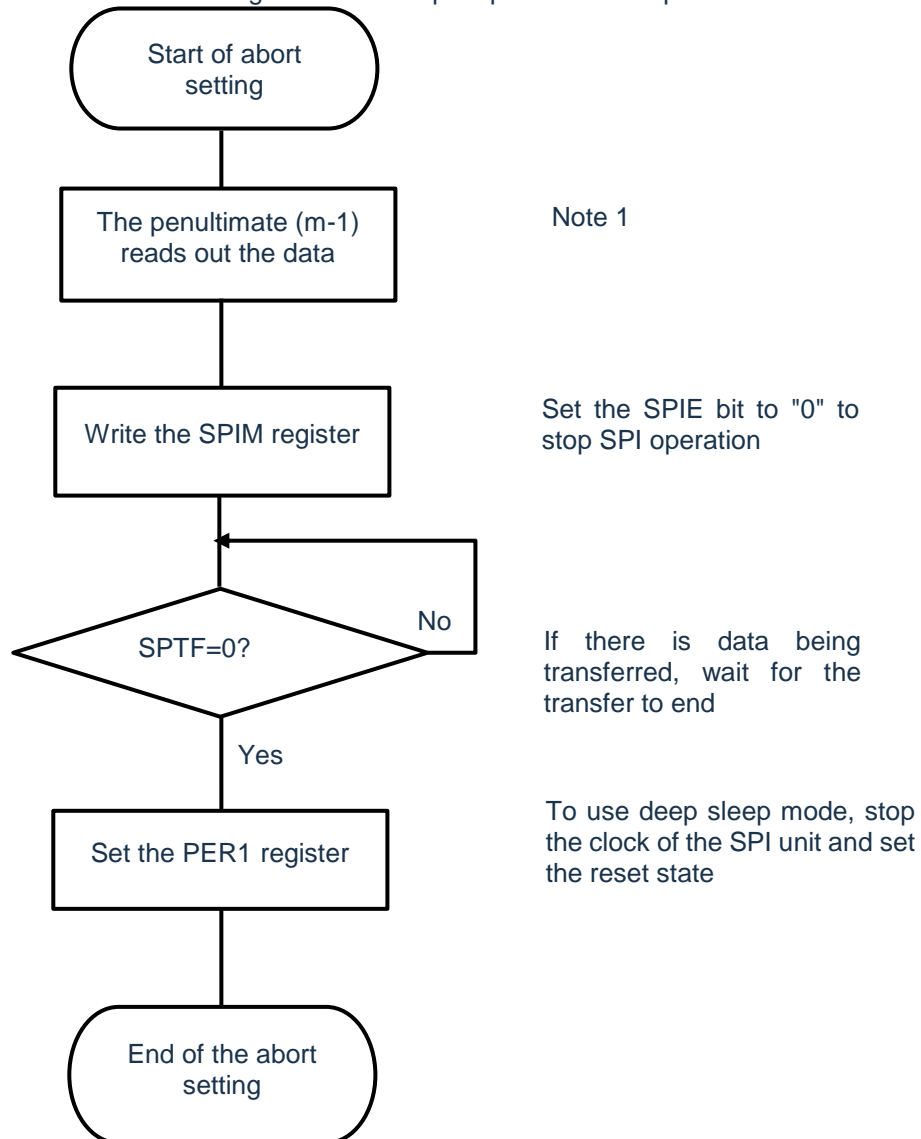 Start of abort
setting
The penultimate (m-1)
reads out the data
Note 1
Write the SPIM register
Set the SPIE bit to "0" to
stop SPI operation
No
SPTF=0?
If there is data being
transferred, wait for the
transfer to end
Yes
Set the PER1 register
To use deep sleep mode, stop
the clock of the SPI unit and set
the reset state
End of the abort
setting